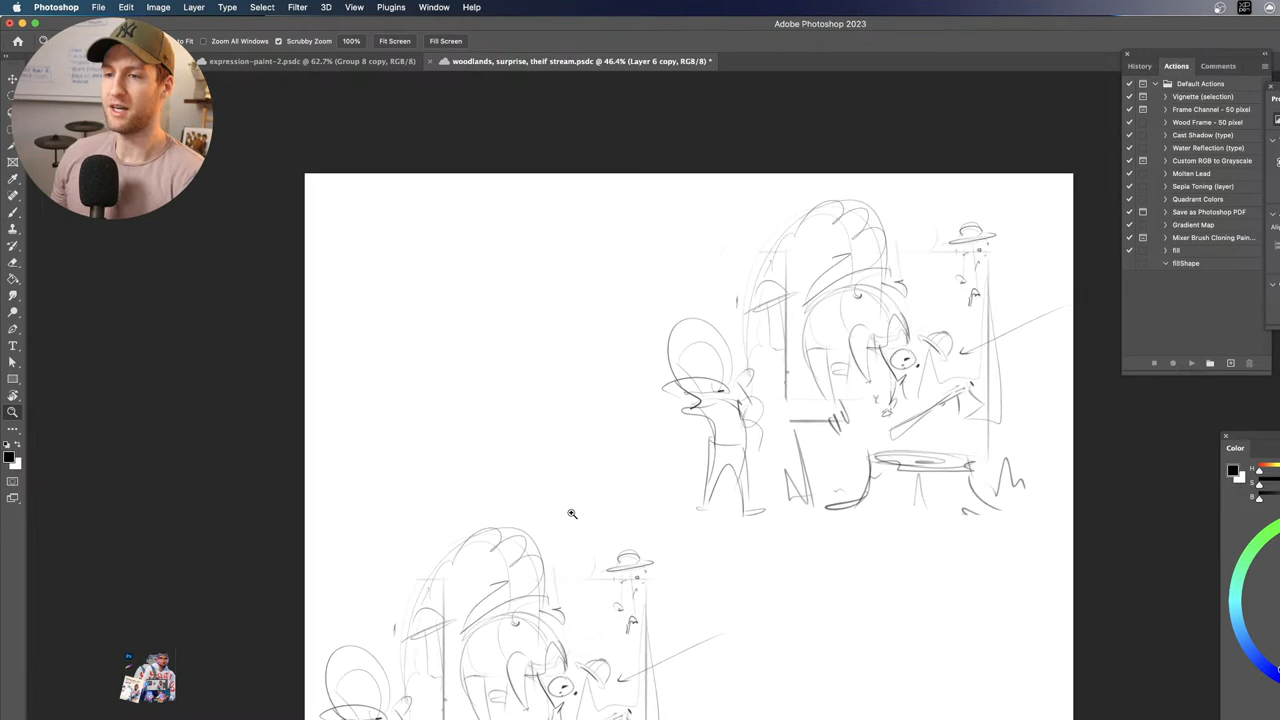 Photoshop File Edit Image Layer Type Select Filter 3D View Plugins Window Help
Adobe Photoshop 2023
to Fit Zoom All Windows Scrubby Zoom 100% Fit Screen Fill Screen
expression-paint-2.psdc @ 62.7% (Group 8 copy, RGB/8) woodlands, surprise, theif stream.psdc @ 46.4% (Layer 6 copy, RGB/8) *
History Actions Comments
Default Actions
Vignette (selection)
Frame Channel - 50 pixel
Wood Frame - 50 pixel
Cast Shadow (type)
Water Reflection (type)
Custom RGB to Grayscale
Molten Lead
Sepia Toning (layer)
Quadrant Colors
Save as Photoshop PDF
Gradient Map
Mixer Brush Cloning Pain...
fill
fillShape
Color
H
S
B
Ps